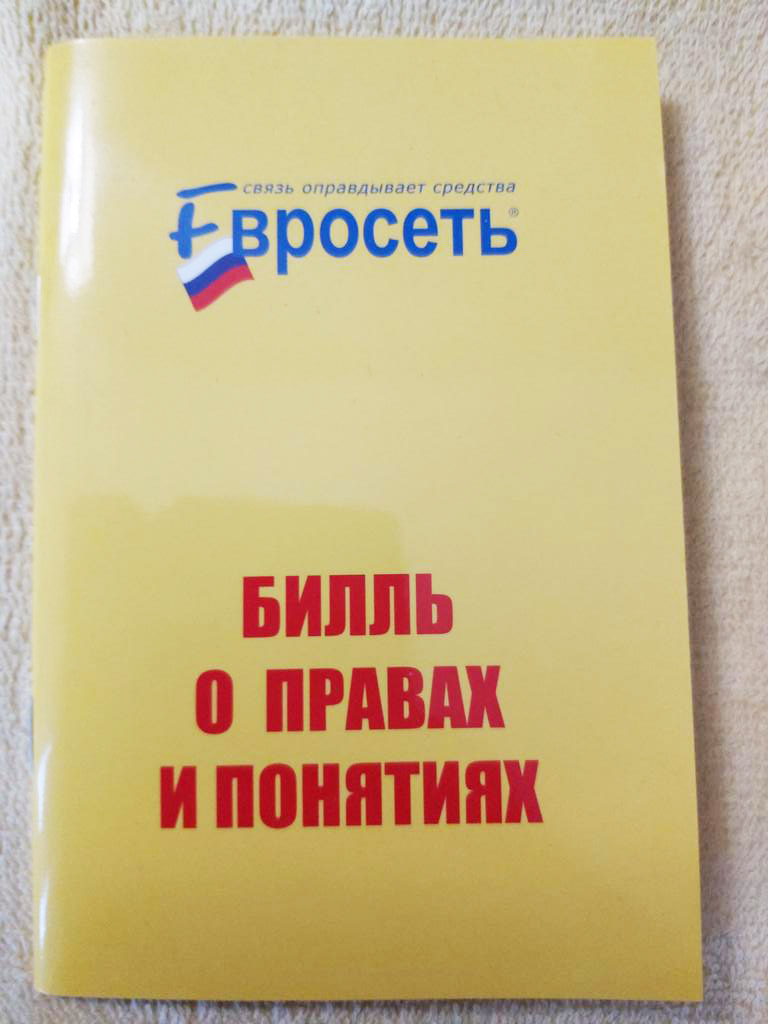 связь оправдывает средства
Евросеть®
БИЛЛЬ
О ПРАВАХ
И ПОНЯТИЯХ